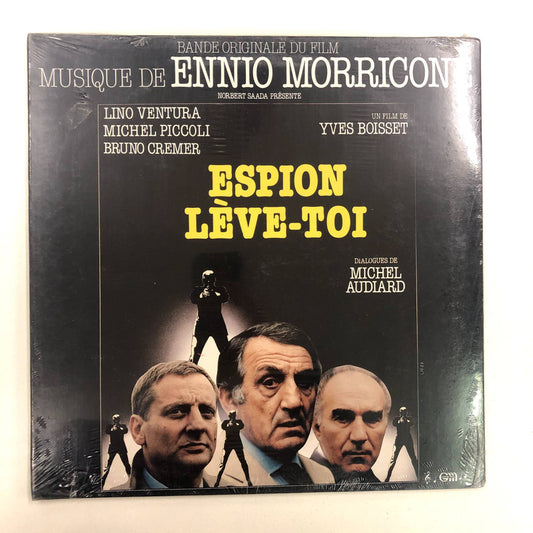 BANDE ORIGINALE DU FILM
MUSIQUE DE ENNIO MORRICONE
NORBERT SAADA PRÉSENTE
LINO VENTURA
MICHEL PICCOLI
BRUNO CREMER
UN FILM DE
YVES BOISSET
ESPION
LÈVE-TOI
DIALOGUES DE
MICHEL
AUDIARD
GM